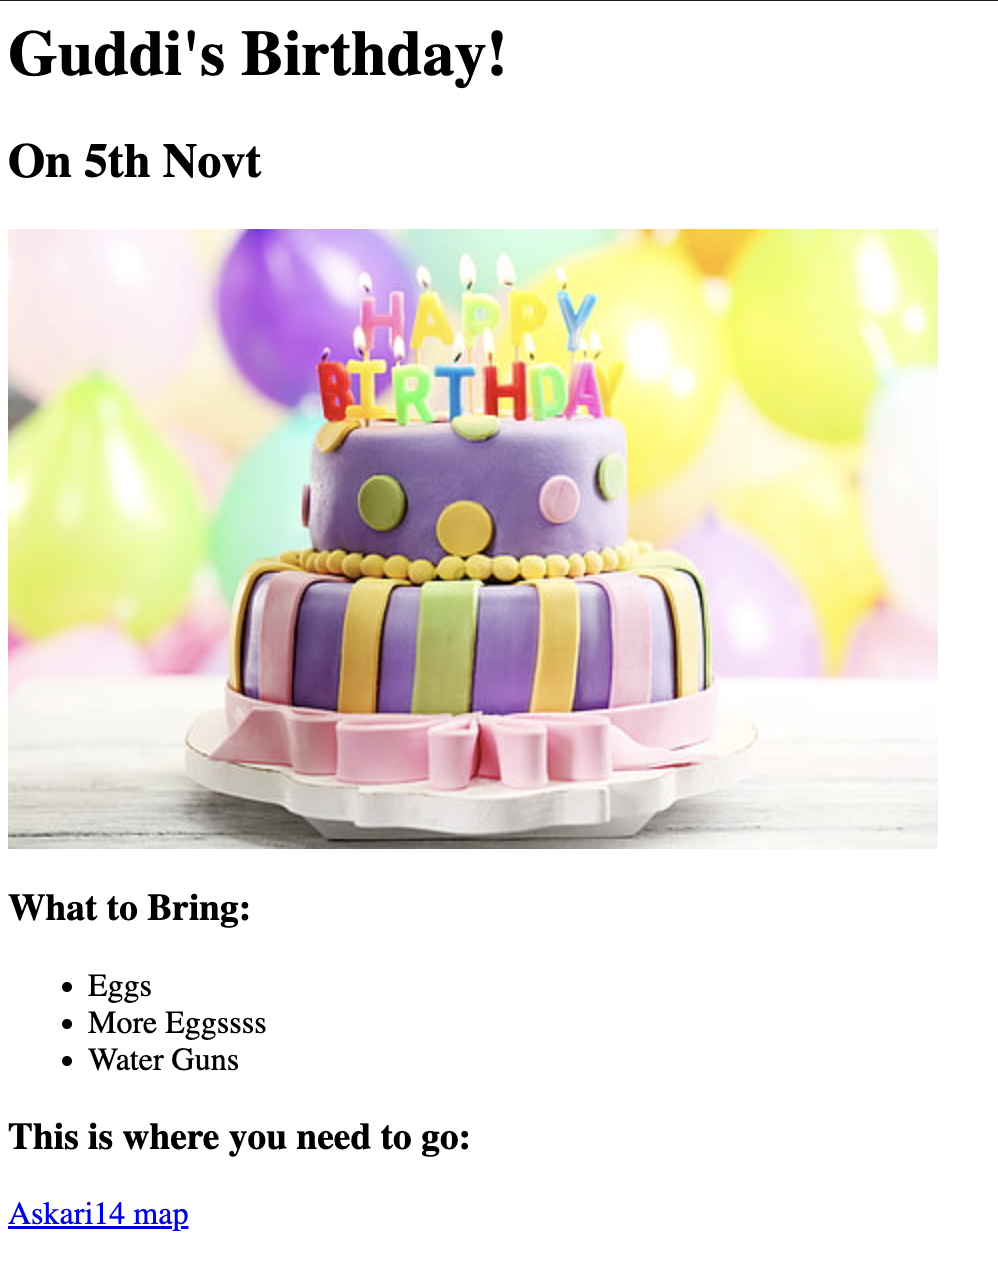 Guddi's Birthday!
On 5th Novt
HAPPY
BIRTHDAY
What to Bring:
Eggs
More Eggssss
Water Guns
This is where you need to go:
Askari14 map